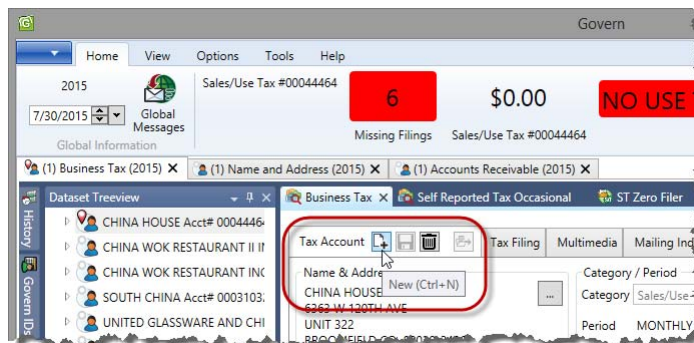 Govern
Home View Options Tools Help
2015
7/30/2015
Global Messages
Global Information
Sales/Use Tax #00044464
6
Missing Filings
$0.00
Sales/Use Tax #00044464
NO USE
(1) Business Tax (2015) X
(1) Name and Address (2015) X
(1) Accounts Receivable (2015) X
History
Govern IDs
Dataset Treeview
CHINA HOUSE Acct# 0004446
CHINA WOK RESTAURANT II
CHINA WOK RESTAURANT INC
SOUTH CHINA Acct# 0003103
UNITED GLASSWARE AND CHI
Business Tax X
Self Reported Tax Occasional
ST Zero Filer
Tax Account
Tax Filing
Multimedia
Mailing
New (Ctrl+N)
Name & Addre
CHINA HOUSE
6363 W 120TH AVE
UNIT 322
...
Category / Period
Category Sales/Use
Period MONTHLY